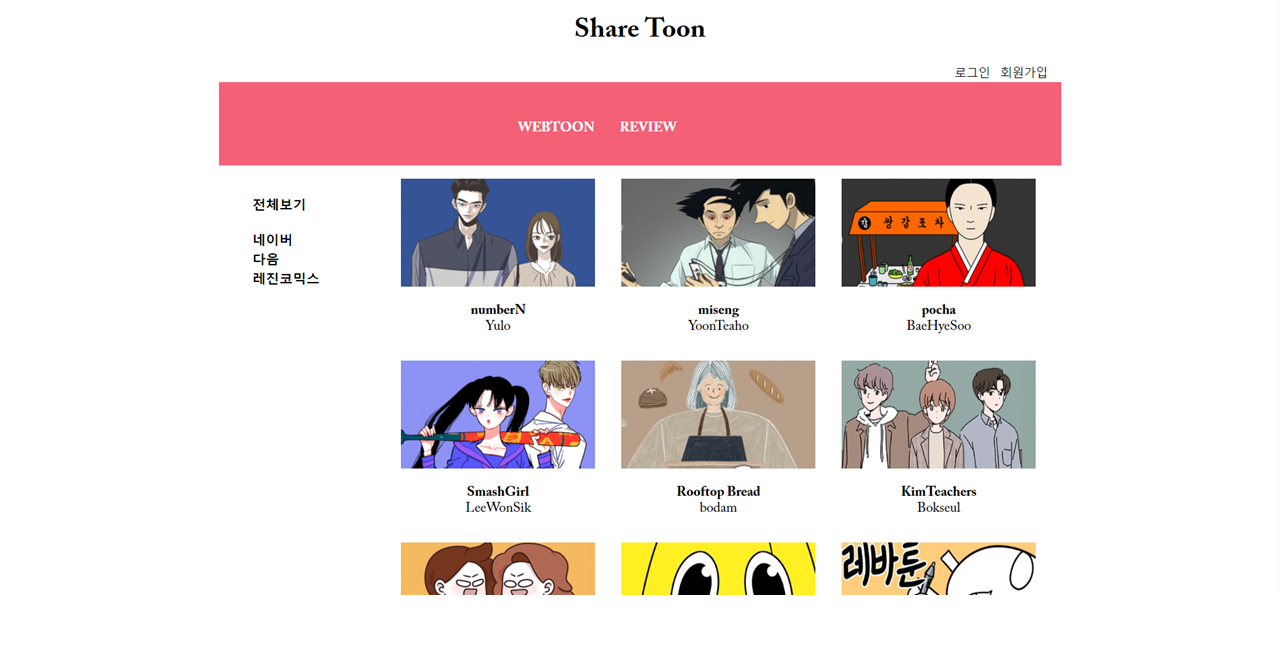 Share Toon
로그인 회원가입
WEBTOON REVIEW
전체보기
네이버
다음
레진코믹스
쌍갑포차
numberN
Yulo
miseng
YoonTeaho
pocha
BaeHyeSoo
SmashGirl
LeeWonSik
Rooftop Bread
bodam
KimTeachers
Bokseul
레바툰